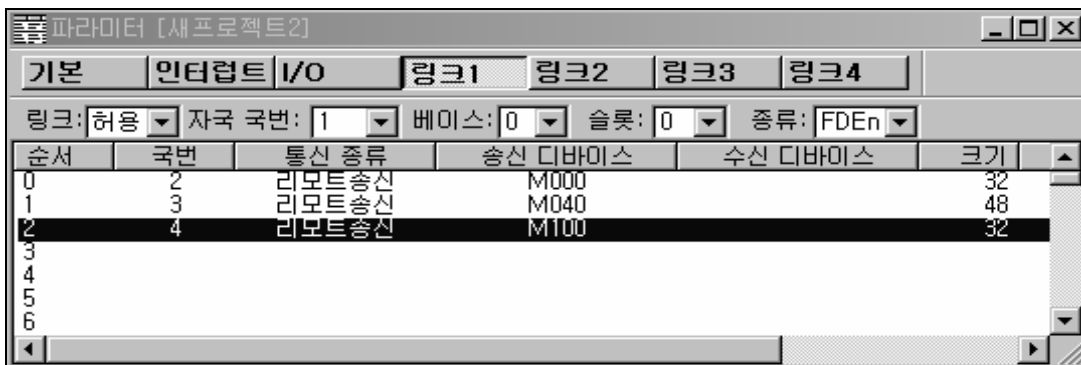 파라미터 [새프로젝트2]
기본 인터럽트 I/O 링크1 링크2 링크3 링크4
링크: 허용 자국 국번: 1 베이스: 0 슬롯: 0 종류: FDEn
순서 국번 통신 종류 송신 디바이스 수신 디바이스 크기
0 2 리모트송신 M000 32
1 3 리모트송신 M040 48
2 4 리모트송신 M100 32
3
4
5
6